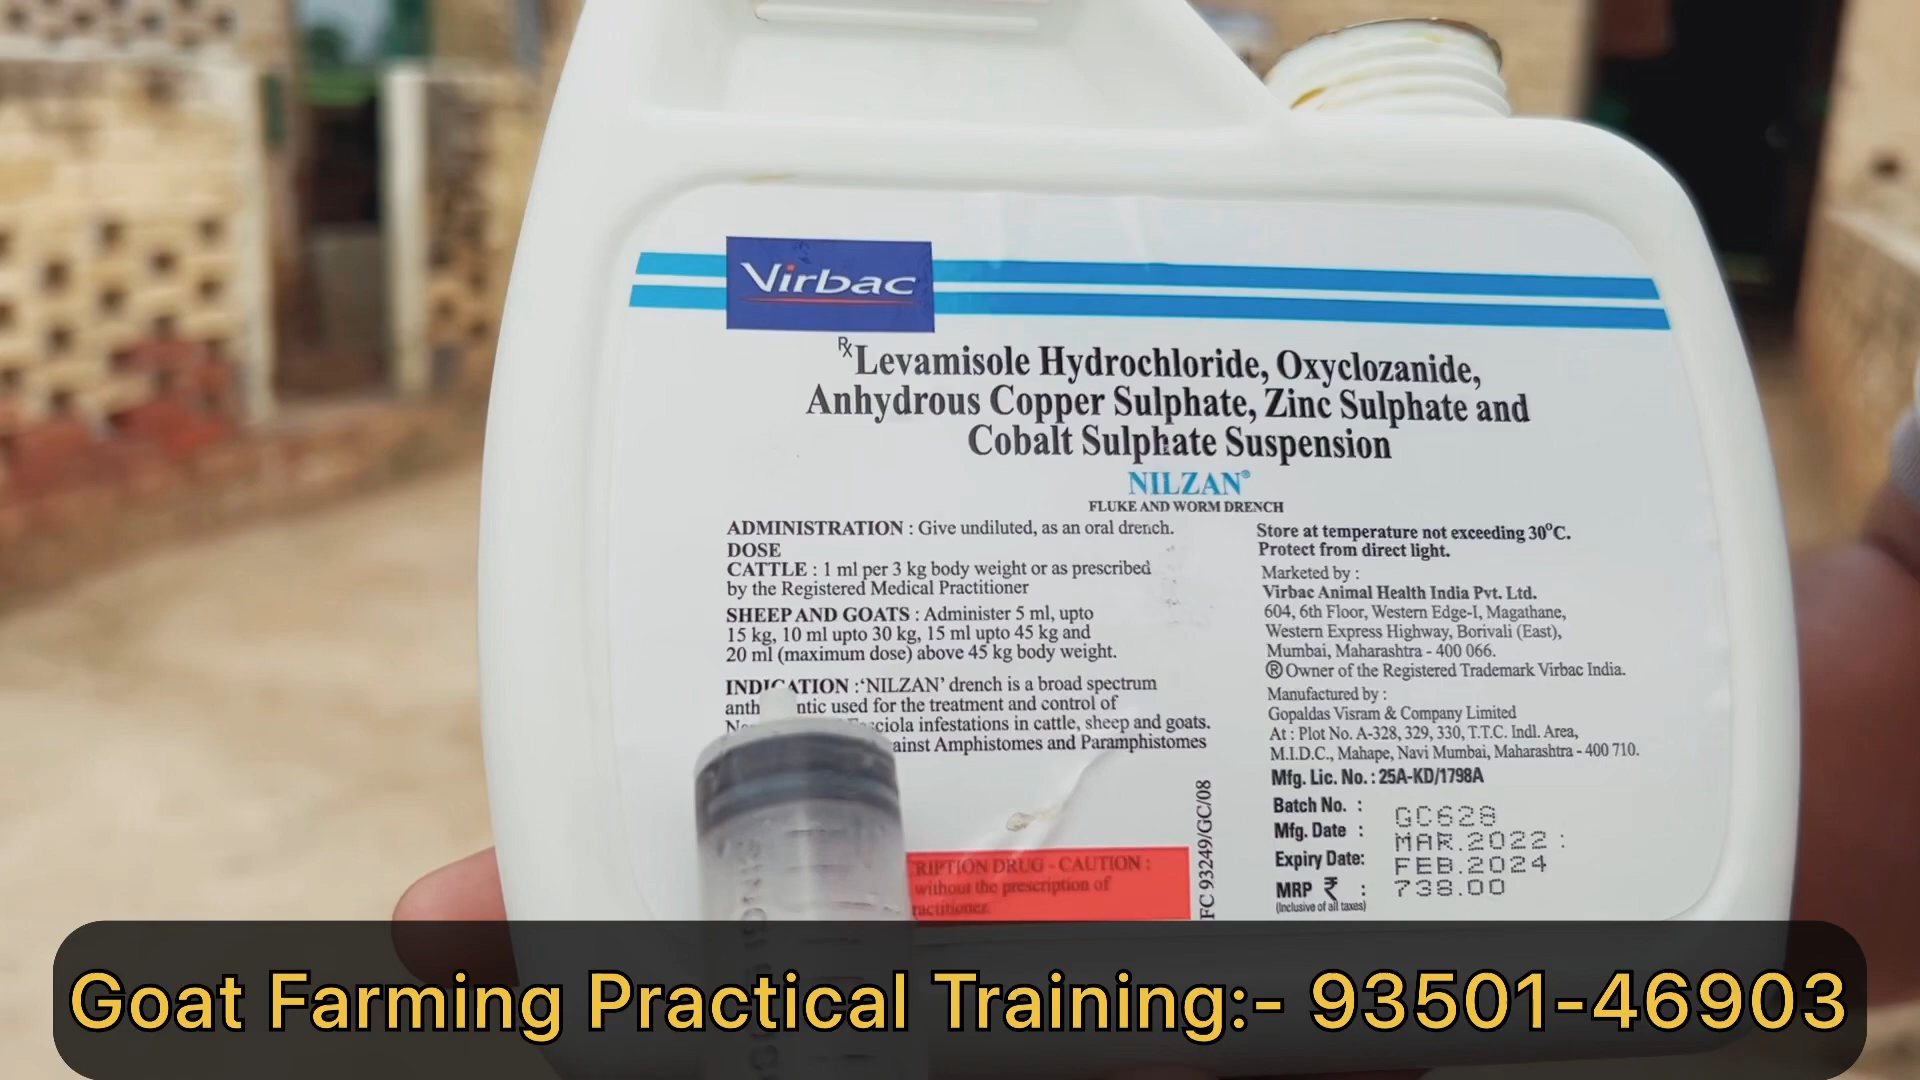 Virbac
Rx Levamisole Hydrochloride, Oxyclozanide,
Anhydrous Copper Sulphate, Zinc Sulphate and
Cobalt Sulphate Suspension
NILZAN®
FLUKE AND WORM DRENCH
ADMINISTRATION : Give undiluted, as an oral drench.
DOSE
CATTLE : 1 ml per 3 kg body weight or as prescribed
by the Registered Medical Practitioner
SHEEP AND GOATS : Administer 5 ml, upto
15 kg, 10 ml upto 30 kg, 15 ml upto 45 kg and
20 ml (maximum dose) above 45 kg body weight.
INDICATION : 'NILZAN' drench is a broad spectrum
used for the treatment and control of
infestations in cattle, sheep and goats.
Amphistomes and Paramphistomes
DRUG - CAUTION :
without the prescription of
FC 93249/GC/08
Store at temperature not exceeding 30°C.
Protect from direct light.
Marketed by :
Virbac Animal Health India Pvt. Ltd.
604, 6th Floor, Western Edge-I, Magathane,
Western Express Highway, Borivali (East),
Mumbai, Maharashtra - 400 066.
® Owner of the Registered Trademark Virbac India.
Manufactured by :
Gopaldas Visram & Company Limited
At : Plot No. A-328, 329, 330, T.T.C. Indl. Area,
M.I.D.C., Mahape, Navi Mumbai, Maharashtra - 400 710.
Mfg. Lic. No. : 25A-KD/1798A
Batch No. : GC628
Mfg. Date : MAR.2022 :
Expiry Date: FEB.2024
MRP ₹ : 738.00
(Inclusive of all taxes)
Goat Farming Practical Training:- 93501-46903